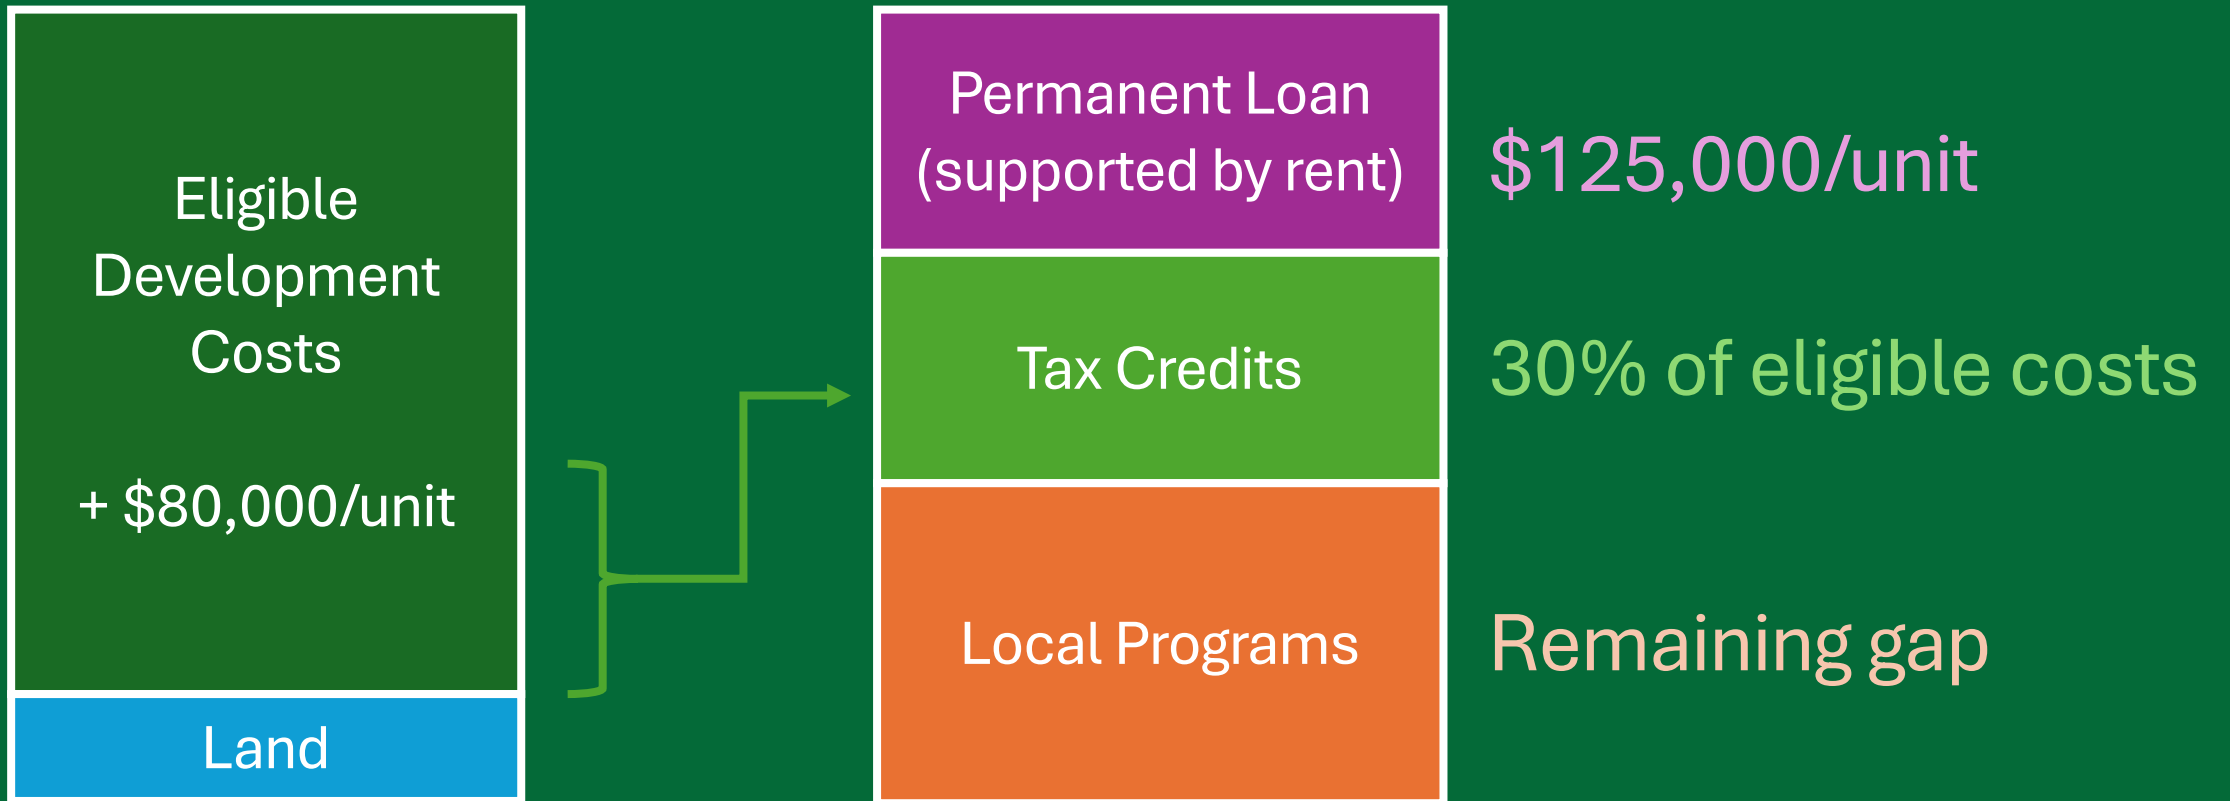 Eligible
Development
Costs
+ $80,000/unit
Land
Permanent Loan
(supported by rent)
$125,000/unit
Tax Credits
30% of eligible costs
Local Programs
Remaining gap